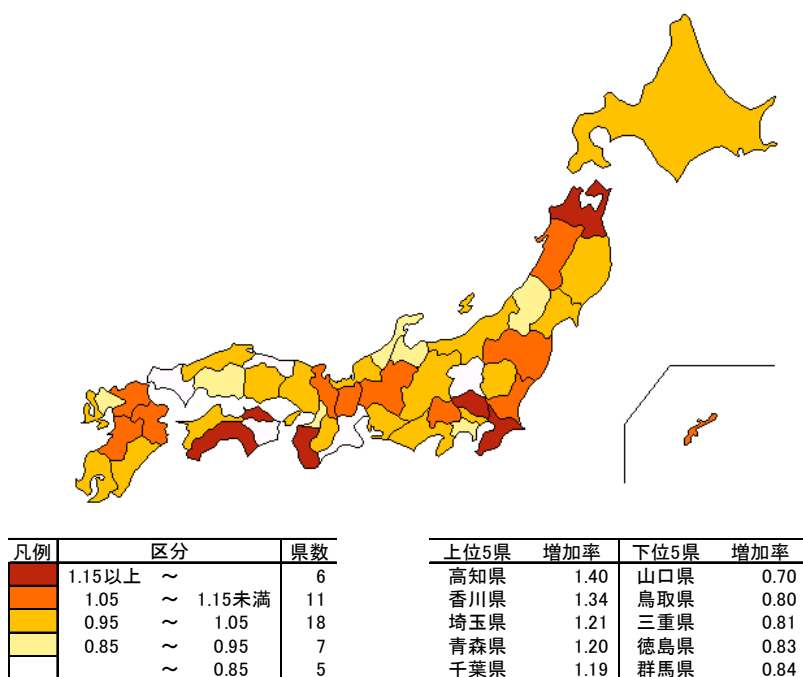 凡例 区分 県数
1.15以上 ～ 6
1.05 ～ 1.15未満 11
0.95 ～ 1.05 18
0.85 ～ 0.95 7
～ 0.85 5
上位5県 増加率 下位5県 増加率
高知県 1.40 山口県 0.70
香川県 1.34 鳥取県 0.80
埼玉県 1.21 三重県 0.81
青森県 1.20 徳島県 0.83
千葉県 1.19 群馬県 0.84